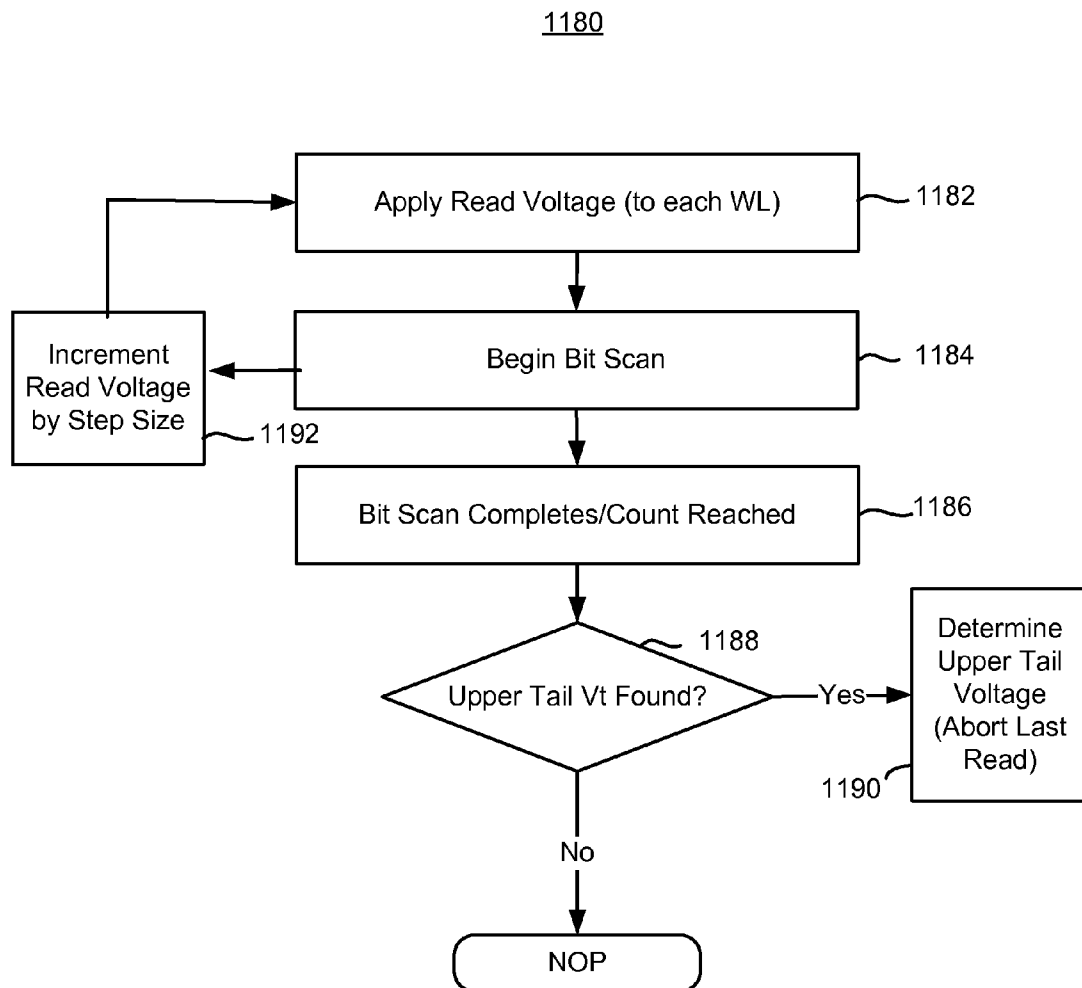 1180
Apply Read Voltage (to each WL)
1182
Begin Bit Scan
1184
Increment
Read Voltage
by Step Size
1192
Bit Scan Completes/Count Reached
1186
Upper Tail Vt Found?
1188
Yes
Determine
Upper Tail
Voltage
(Abort Last
Read)
1190
No
NOP